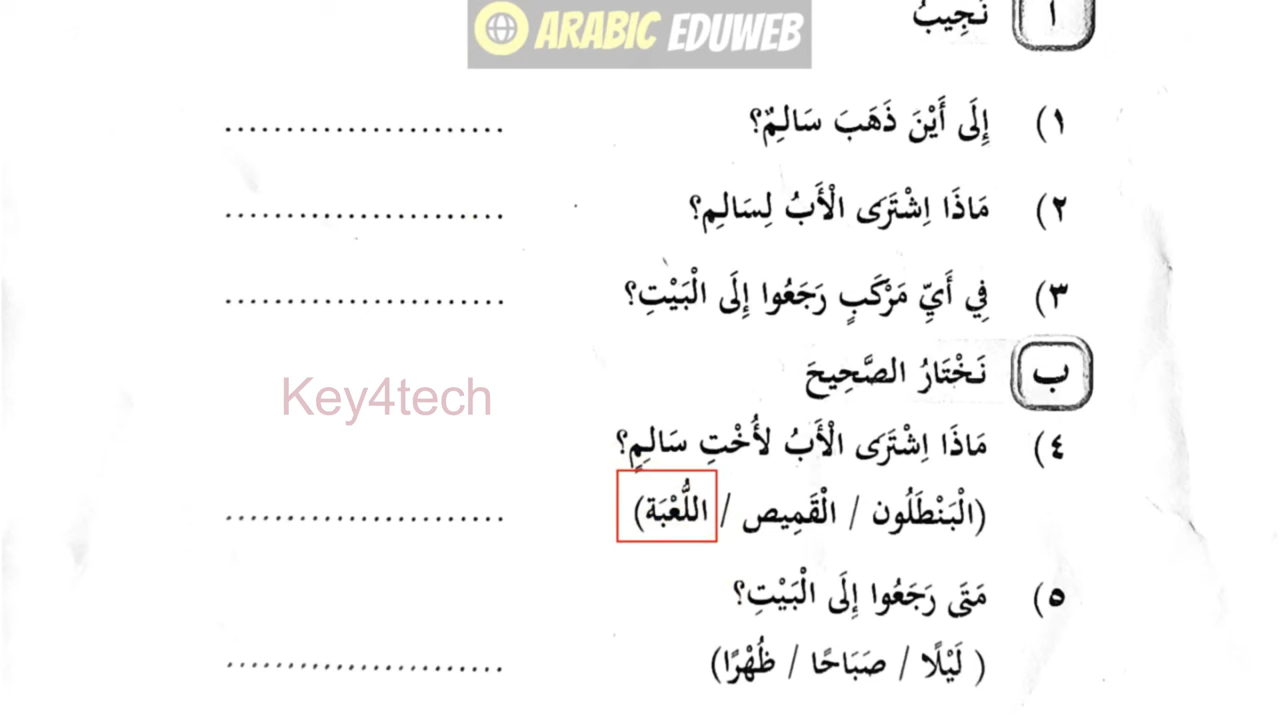 ARABIC EDUWEB
أ نُجِيبُ
١) إِلَى أَيْنَ ذَهَبَ سَالِمٌ؟ ........................
٢) مَاذَا اِشْتَرَى الْأَبُ لِسَالِمٍ؟ ........................
٣) فِي أَيِّ مَرْكَبٍ رَجَعُوا إِلَى الْبَيْتِ؟ ........................
ب نَخْتَارُ الصَّحِيحَ
Key4tech
٤) مَاذَا اِشْتَرَى الْأَبُ لأُخْتِ سَالِمٍ؟
(الْبَنْطَلُون / الْقَمِيص / اللُّعْبَة) ........................
٥) مَتَى رَجَعُوا إِلَى الْبَيْتِ؟
( لَيْلًا / صَبَاحًا / ظُهْرًا) ........................